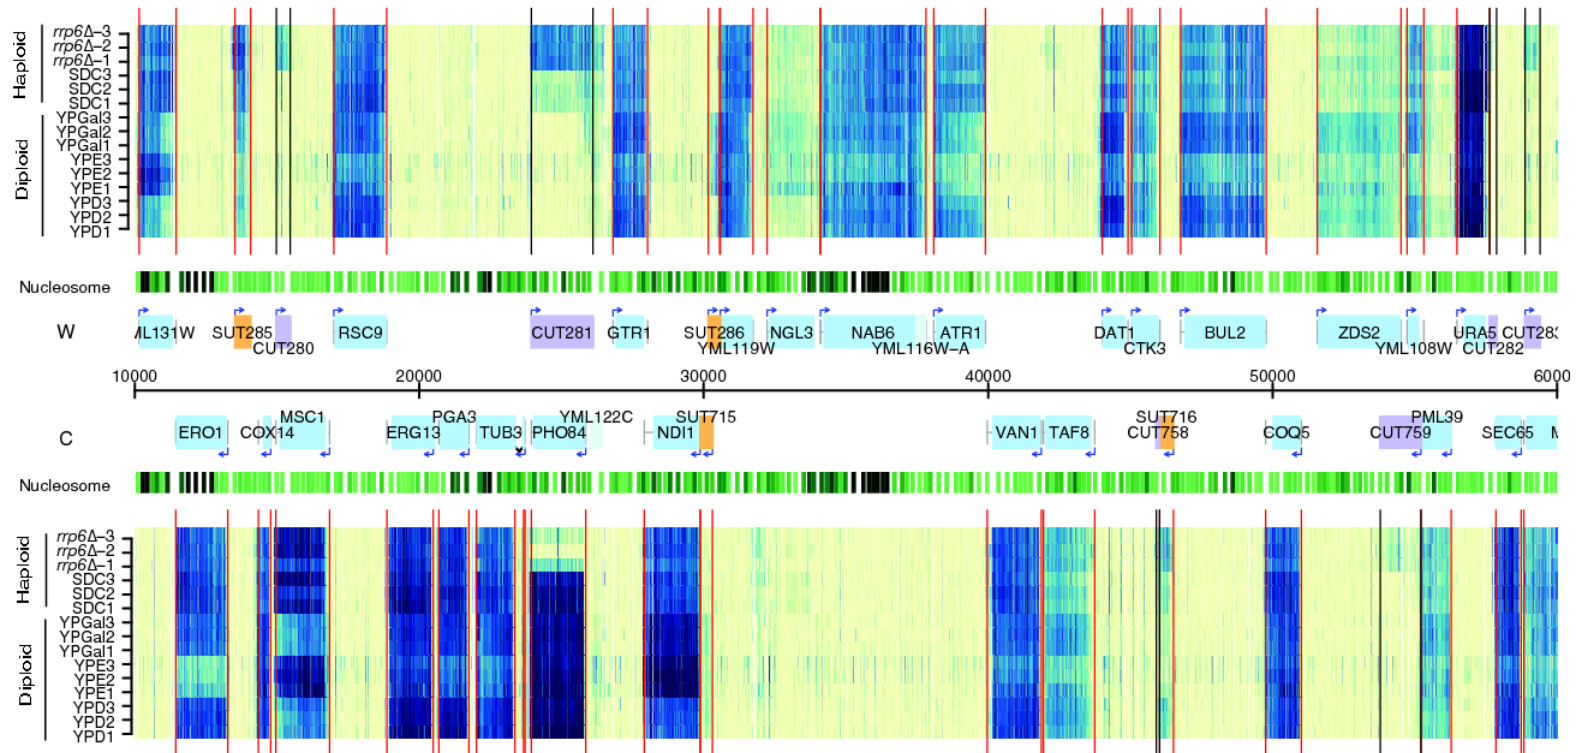 Haploid
rrp6Δ−3
rrp6Δ−2
rrp6Δ−1
SDC3
SDC2
SDC1
Diploid
YPGal3
YPGal2
YPGal1
YPE3
YPE2
YPE1
YPD3
YPD2
YPD1
Nucleosome
W
ML131W SUT285 RSC9 CUT281 GTR1 SUT286 NGL3 NAB6 ATR1 DAT1 BUL2 ZDS2 URA5 CUT283
CUT280 YML119W YML116W−A CTK3 YML108W CUT282
10000 20000 30000 40000 50000 6000
MSC1 PGA3 YML122C SUT715 SUT716 PML39
C
ERO1 COX14 ERG13 TUB3 PHO84 NDI1 VAN1 TAF8 CUT758 COQ5 CUT759 SEC65 M
Nucleosome
Haploid
rrp6Δ−3
rrp6Δ−2
rrp6Δ−1
SDC3
SDC2
SDC1
Diploid
YPGal3
YPGal2
YPGal1
YPE3
YPE2
YPE1
YPD3
YPD2
YPD1